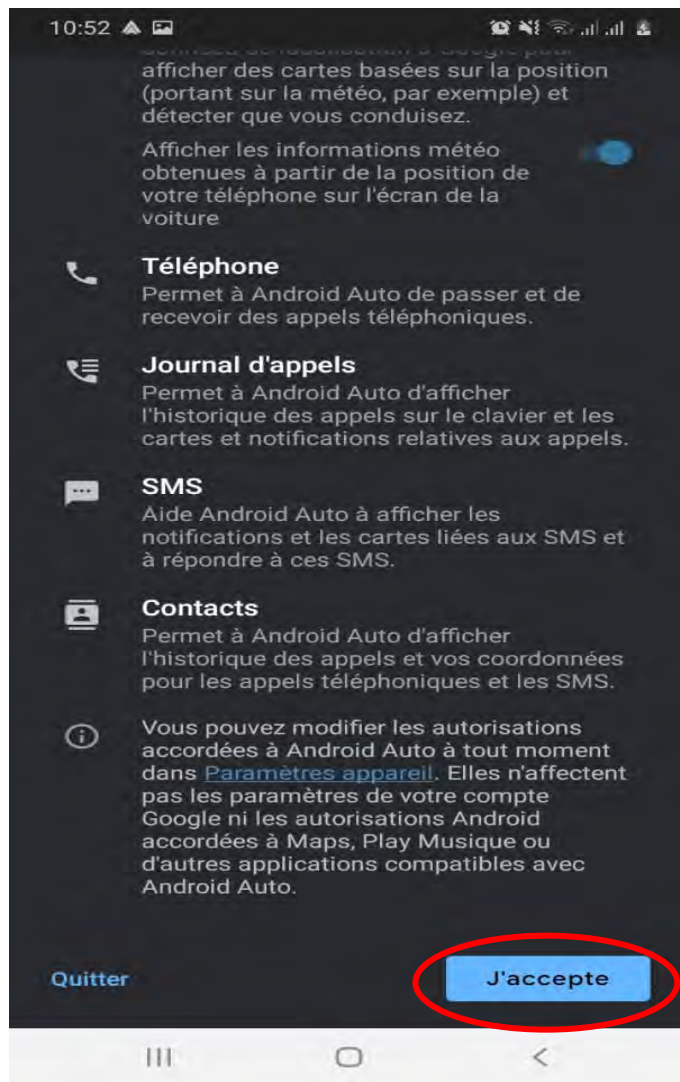 10:52
afficher des cartes basées sur la position
(portant sur la météo, par exemple) et
détecter que vous conduisez.
Afficher les informations météo
obtenues à partir de la position de
votre téléphone sur l'écran de la
voiture
Téléphone
Permet à Android Auto de passer et de
recevoir des appels téléphoniques.
Journal d'appels
Permet à Android Auto d'afficher
l'historique des appels sur le clavier et les
cartes et notifications relatives aux appels.
SMS
Aide Android Auto à afficher les
notifications et les cartes liées aux SMS et
à répondre à ces SMS.
Contacts
Permet à Android Auto d'afficher
l'historique des appels et vos coordonnées
pour les appels téléphoniques et les SMS.
Vous pouvez modifier les autorisations
accordées à Android Auto à tout moment
dans Paramètres appareil. Elles n'affectent
pas les paramètres de votre compte
Google ni les autorisations Android
accordées à Maps, Play Musique ou
d'autres applications compatibles avec
Android Auto.
Quitter
J'accepte